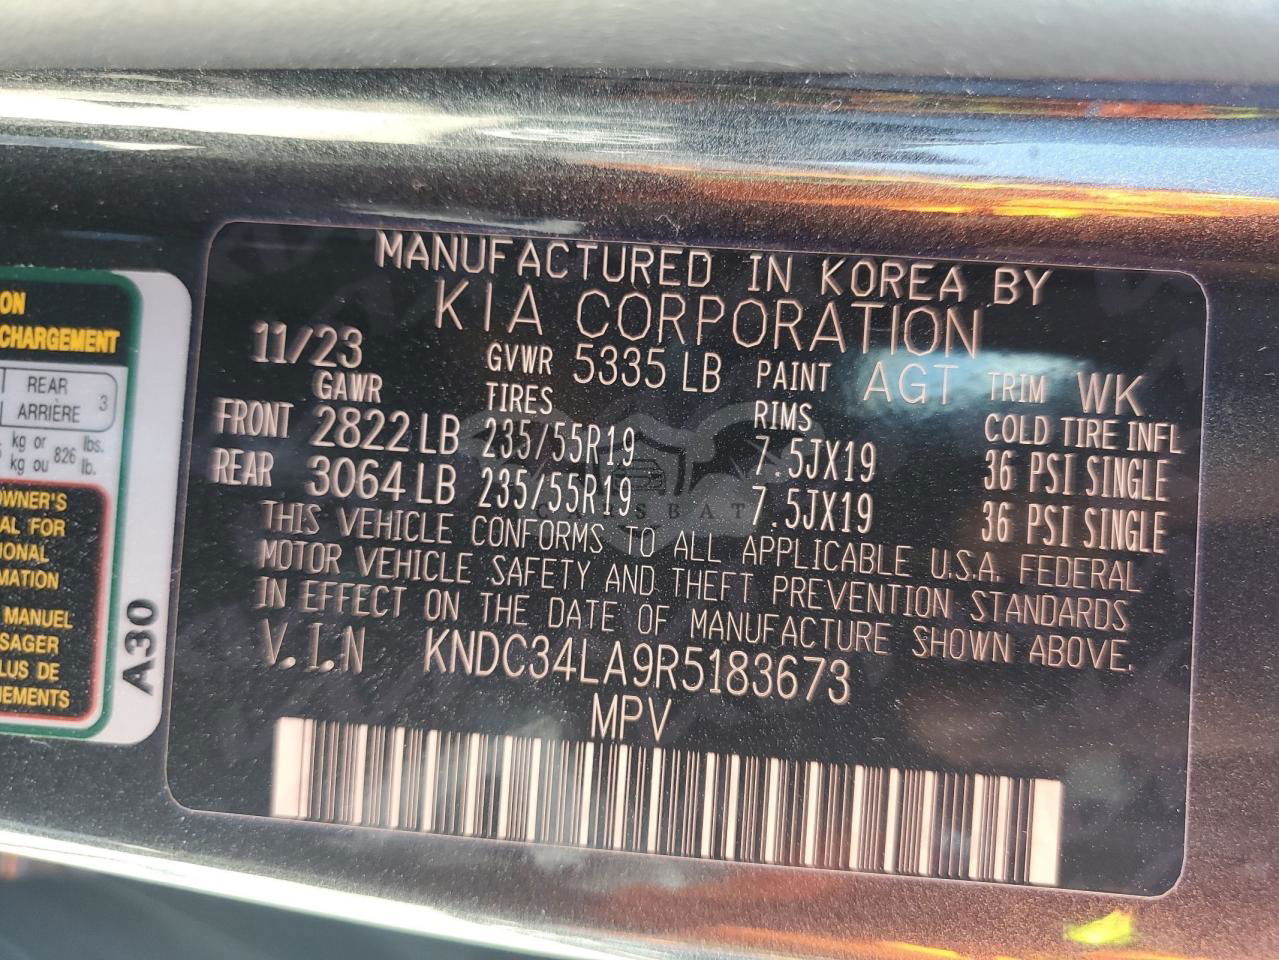 MANUFACTURED IN KOREA BY
KIA CORPORATION
11/23 GVWR 5335 LB PAINT AGT TRIM WK
GAWR TIRES RIMS COLD TIRE INFL
FRONT 2822 LB 235/55R19 7.5JX19 36 PSI SINGLE
REAR 3064 LB 235/55R19 7.5JX19 36 PSI SINGLE
THIS VEHICLE CONFORMS TO ALL APPLICABLE U.S.A. FEDERAL
MOTOR VEHICLE SAFETY AND THEFT PREVENTION STANDARDS
IN EFFECT ON THE DATE OF MANUFACTURE SHOWN ABOVE.
V.I.N KNDC34LA9R5183673
MPV
CARSBAT
ON
CHARGEMENT
REAR
ARRIÈRE 3
kg or lbs.
kg ou 826 lb.
OWNER'S
AL FOR
IONAL
MATION
MANUEL
SAGER
LUS DE
NEMENTS
A30